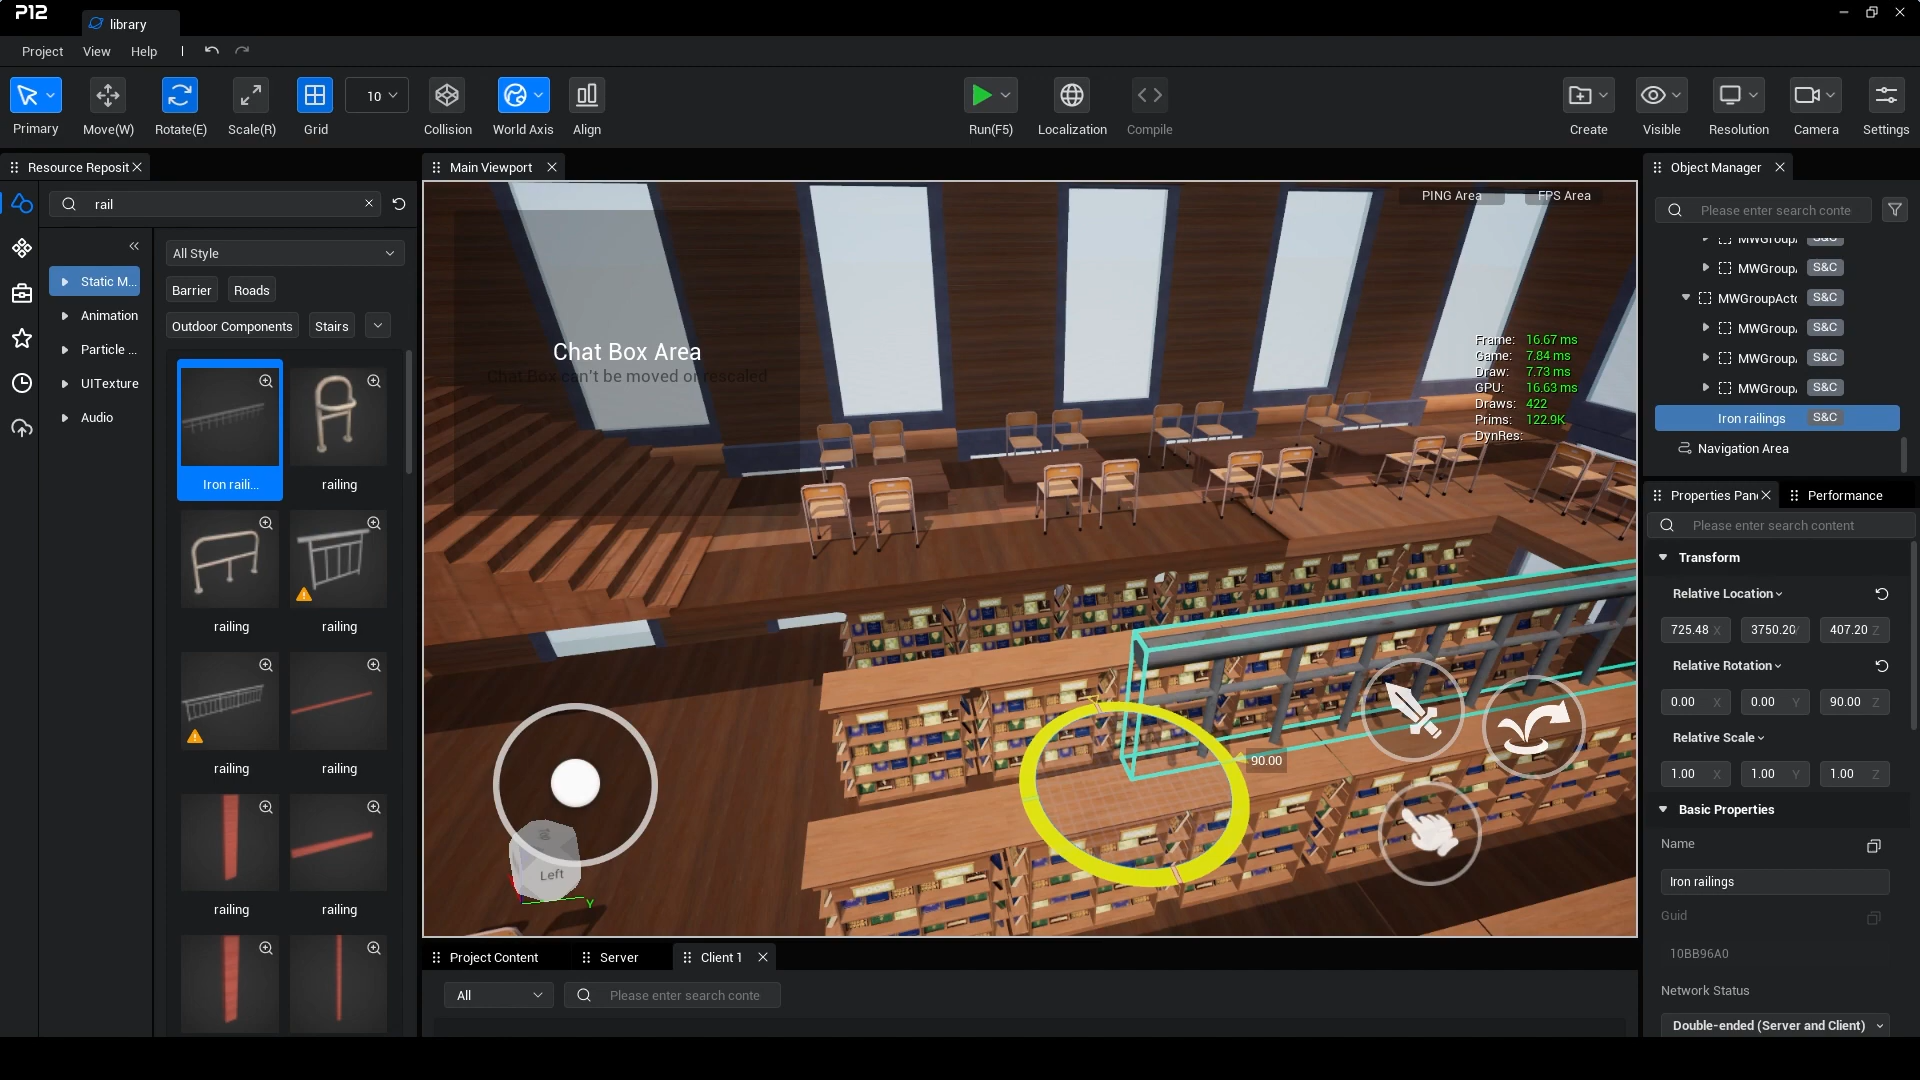 P12
library
Project View Help
10
Primary Move(W) Rotate(E) Scale(R) Grid Collision World Axis Align Run(F5) Localization Compile Create Visible Resolution Camera Settings
Resource Reposit
rail
All Style
Barrier Roads
Outdoor Components Stairs
Static M...
Animation
Particle ...
UITexture
Audio
Iron raili...
railing
railing
railing
railing
railing
railing
railing
Main Viewport
PING Area FPS Area
Chat Box Area
Chat Box can't be moved or rescaled
Frame: 16.67 ms
Game: 7.84 ms
Draw: 7.73 ms
GPU: 16.63 ms
Draws: 422
Prims: 122.9K
DynRes:
90.00
Left
Y
Project Content Server Client 1
All Please enter search conte
Object Manager
Please enter search conte
MWGroup S&C
MWGroup S&C
MWGroupActo S&C
MWGroup S&C
MWGroup S&C
MWGroup S&C
Iron railings S&C
Navigation Area
Properties Pan Performance
Please enter search content
Transform
Relative Location
725.48 X 3750.20 Y 407.20 Z
Relative Rotation
0.00 X 0.00 Y 90.00 Z
Relative Scale
1.00 X 1.00 Y 1.00 Z
Basic Properties
Name
Iron railings
Guid
10BB96A0
Network Status
Double-ended (Server and Client)